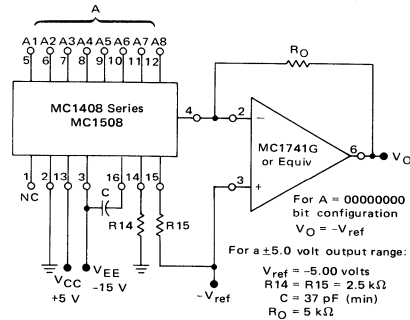 A
A1 A2 A3 A4 A5 A6 A7 A8
5 6 7 8 9 10 11 12
RO
MC1408 Series
MC1508
4
2
MC1741G
or Equiv
6
VO
3
1 2 13 3 16 14 15
NC
C
R14
R15
VCC
+5 V
VEE
-15 V
-Vref
For A = 00000000
bit configuration
VO = -Vref
For a ±5.0 volt output range:
Vref = -5.00 volts
R14 = R15 = 2.5 kΩ
C = 37 pF (min)
RO = 5 kΩ